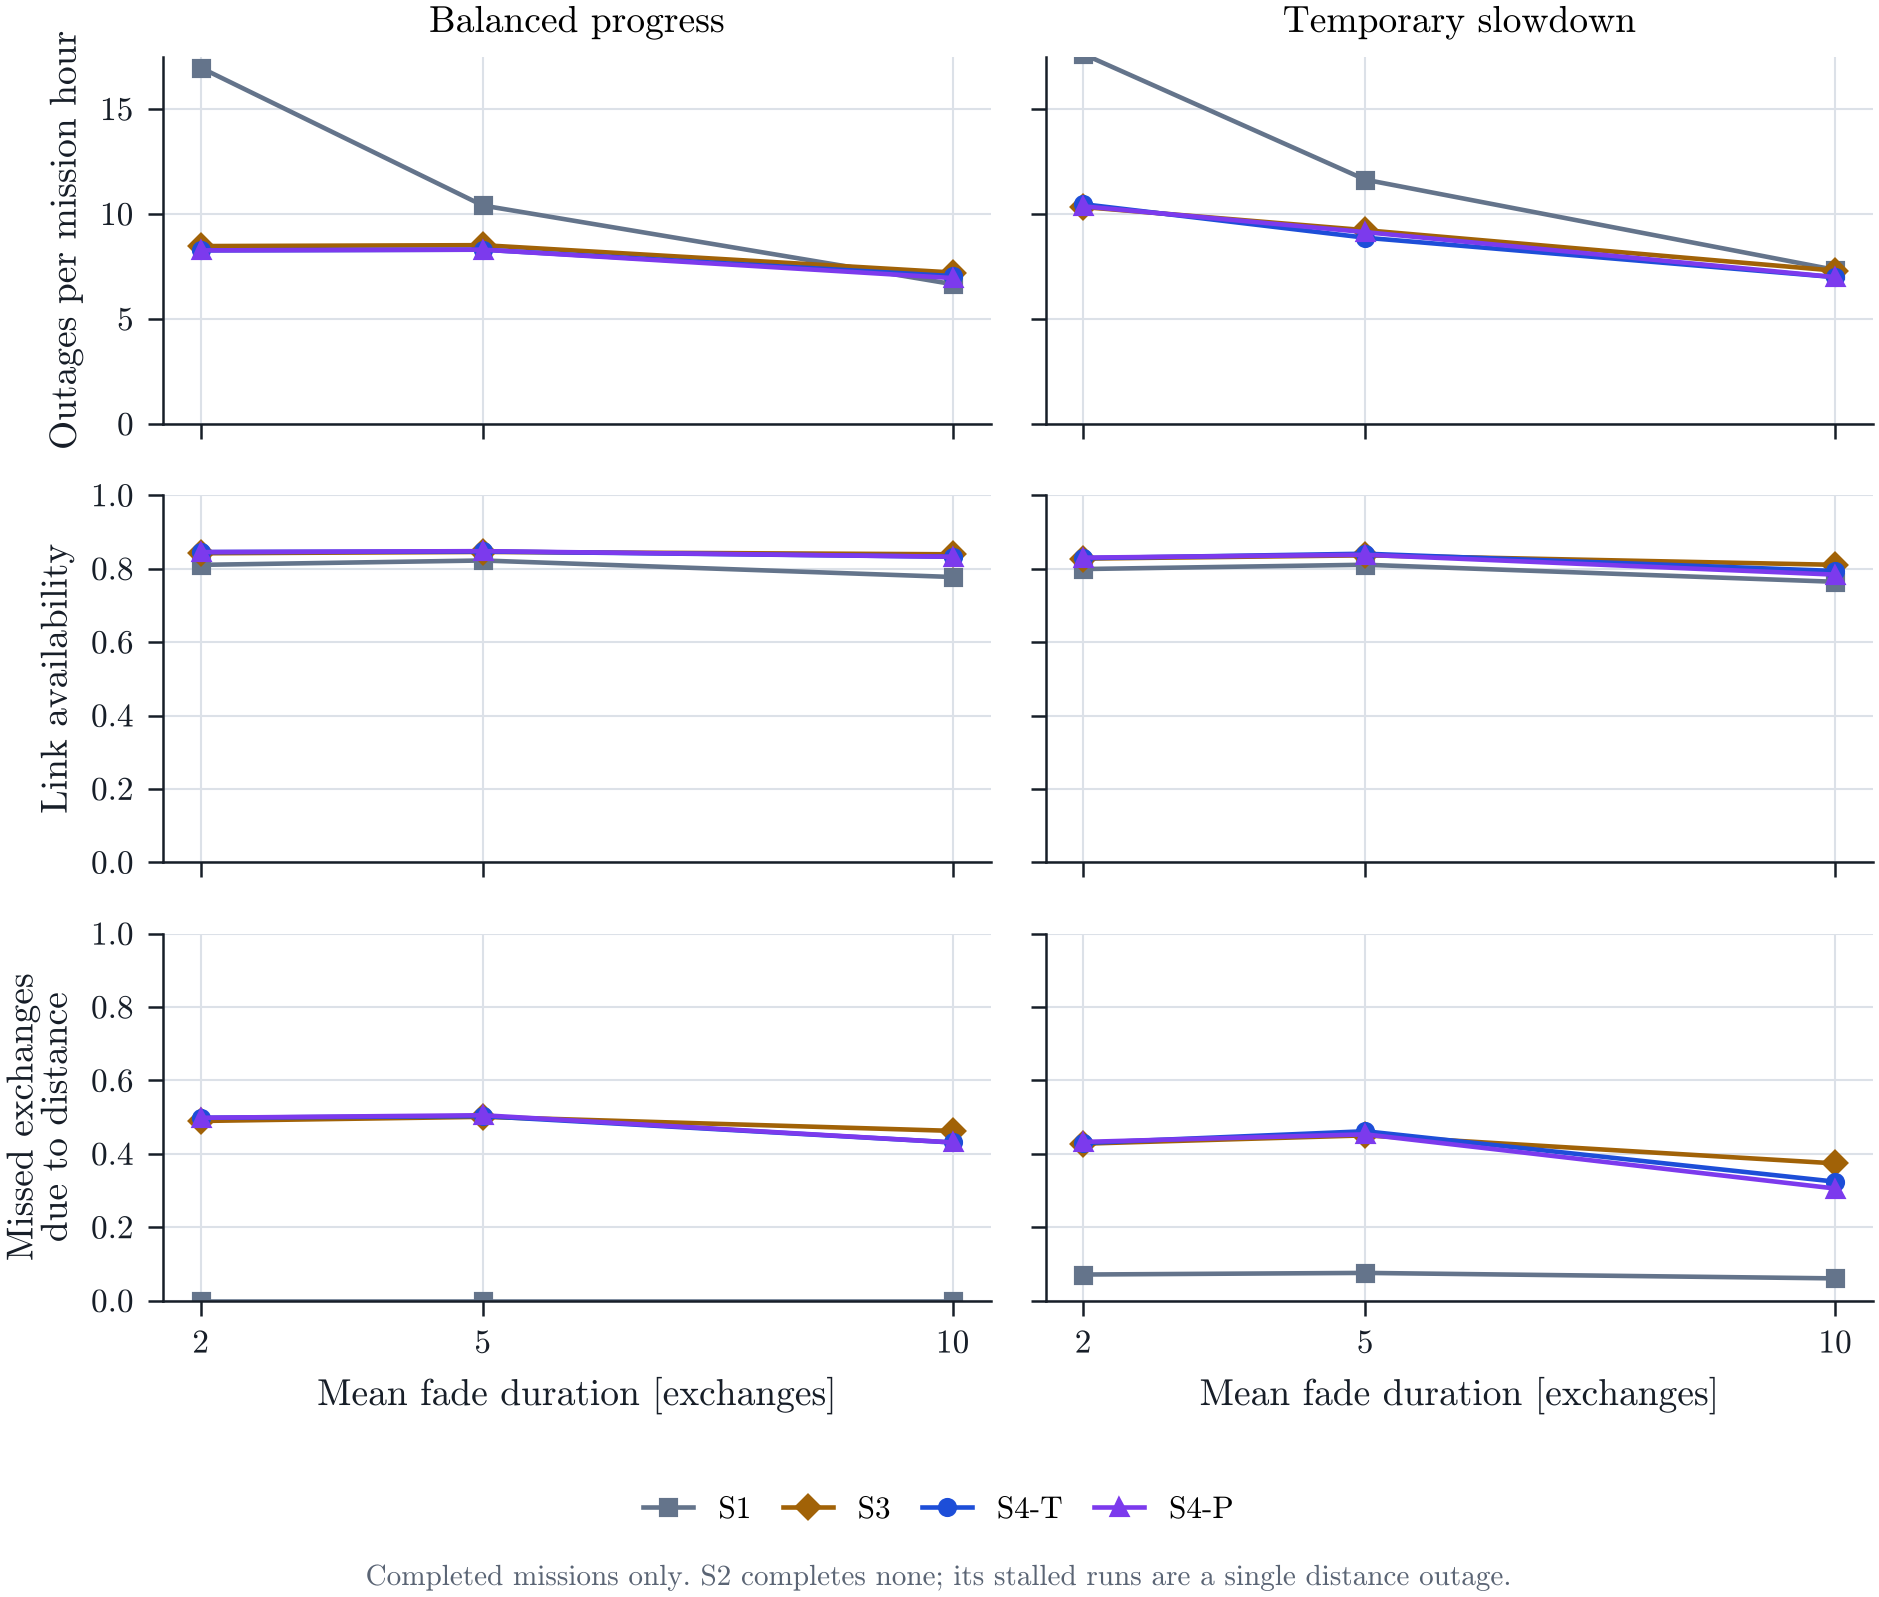 Balanced progress
Temporary slowdown
Outages per mission hour
15
10
5
0
Link availability
1.0
0.8
0.6
0.4
0.2
0.0
Missed exchanges
due to distance
1.0
0.8
0.6
0.4
0.2
0.0
2 5 10
2 5 10
Mean fade duration [exchanges]
Mean fade duration [exchanges]
S1 S3 S4-T S4-P
Completed missions only. S2 completes none; its stalled runs are a single distance outage.